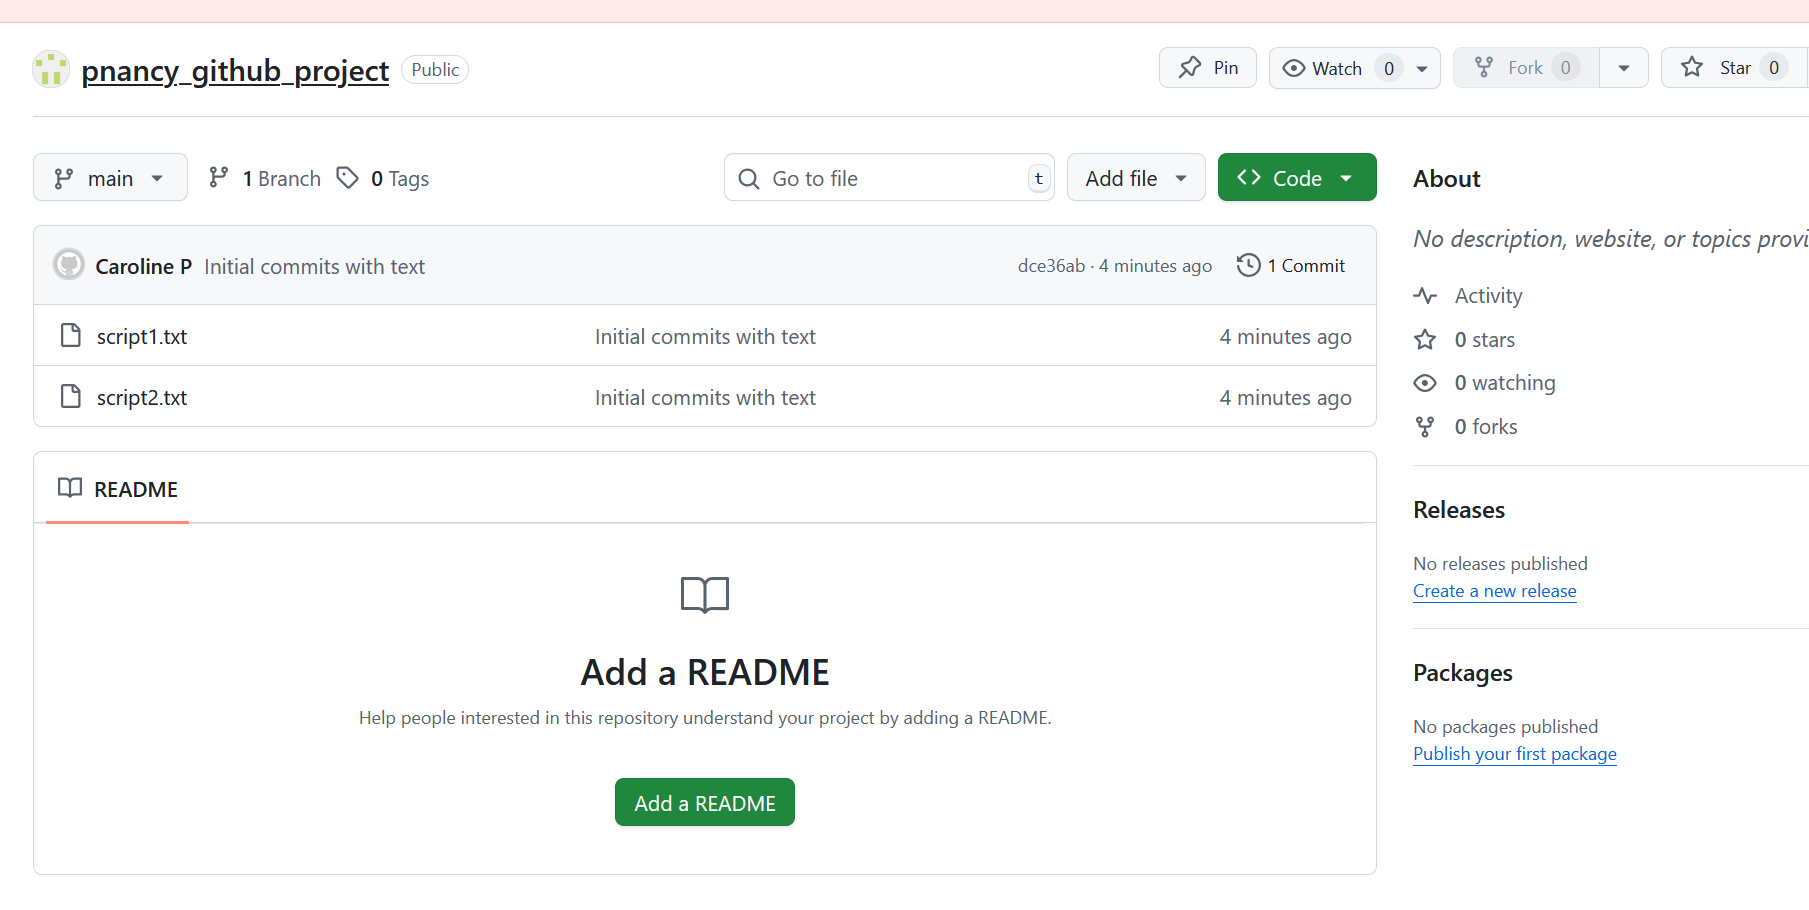 pnancy_github_project Public Pin Watch 0 Fork 0 Star 0
main 1 Branch 0 Tags Go to file t Add file Code
Caroline P Initial commits with text dce36ab · 4 minutes ago 1 Commit
script1.txt Initial commits with text 4 minutes ago
script2.txt Initial commits with text 4 minutes ago
README
Add a README
Help people interested in this repository understand your project by adding a README.
Add a README
About
No description, website, or topics provi
Activity
0 stars
0 watching
0 forks
Releases
No releases published
Create a new release
Packages
No packages published
Publish your first package